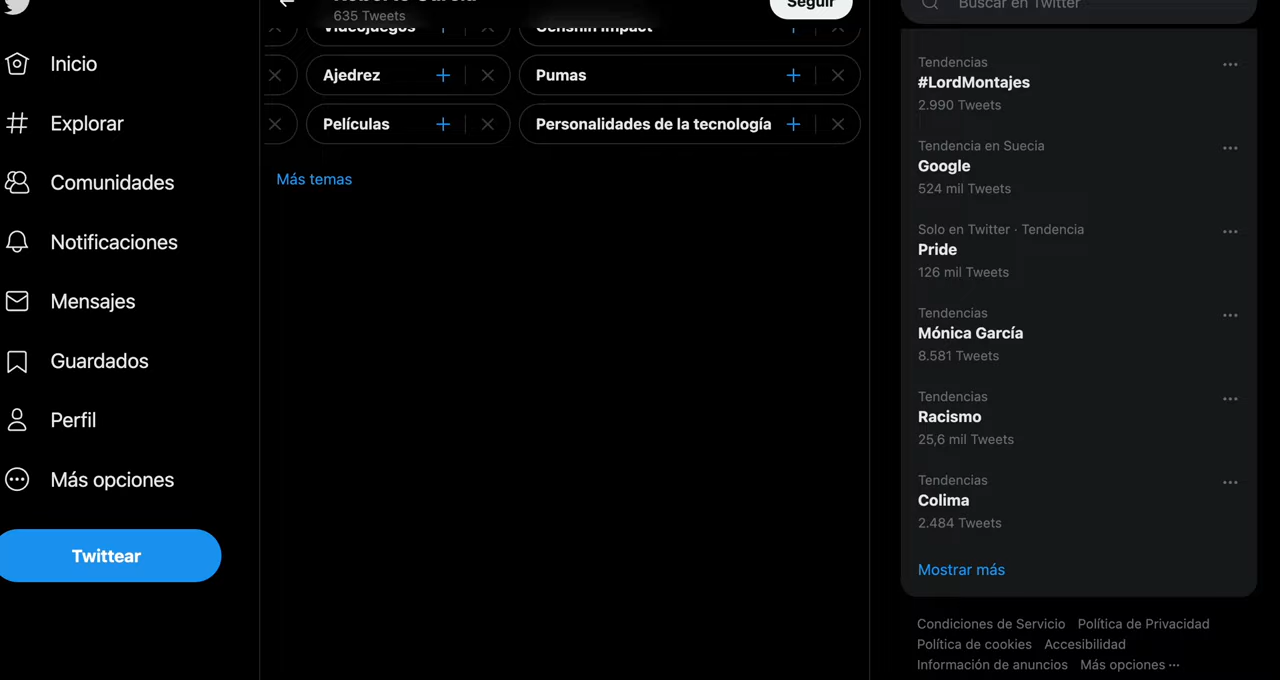 Inicio
Explorar
Comunidades
Notificaciones
Mensajes
Guardados
Perfil
Más opciones
Twittear
635 Tweets
Seguir
Videojuegos
Genshin Impact
Ajedrez
Pumas
Películas
Personalidades de la tecnología
Más temas
Buscar en Twitter
Tendencias
#LordMontajes
2.990 Tweets
Tendencia en Suecia
Google
524 mil Tweets
Solo en Twitter · Tendencia
Pride
126 mil Tweets
Tendencias
Mónica García
8.581 Tweets
Tendencias
Racismo
25,6 mil Tweets
Tendencias
Colima
2.484 Tweets
Mostrar más
Condiciones de Servicio Política de Privacidad
Política de cookies Accesibilidad
Información de anuncios Más opciones ···